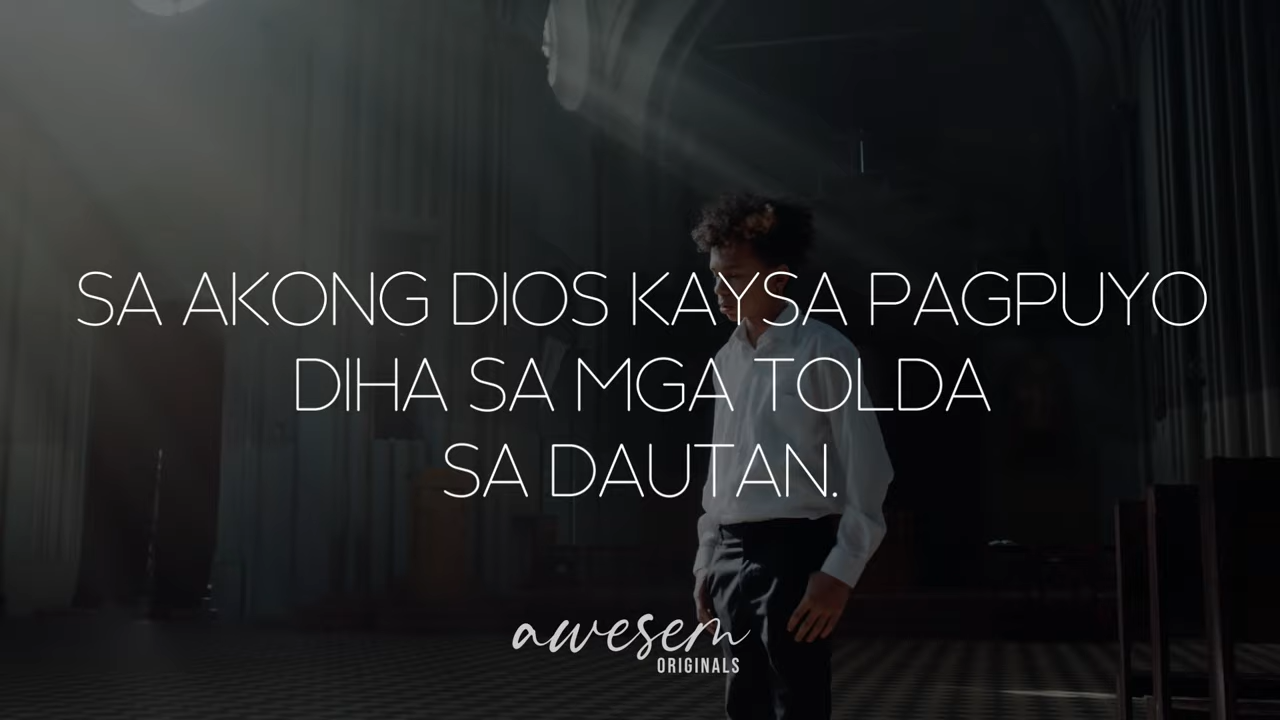 SA AKONG DIOS KAYSA PAGPUYO
DIHA SA MGA TOLDA
SA DAUTAN.
awesem
ORIGINALS